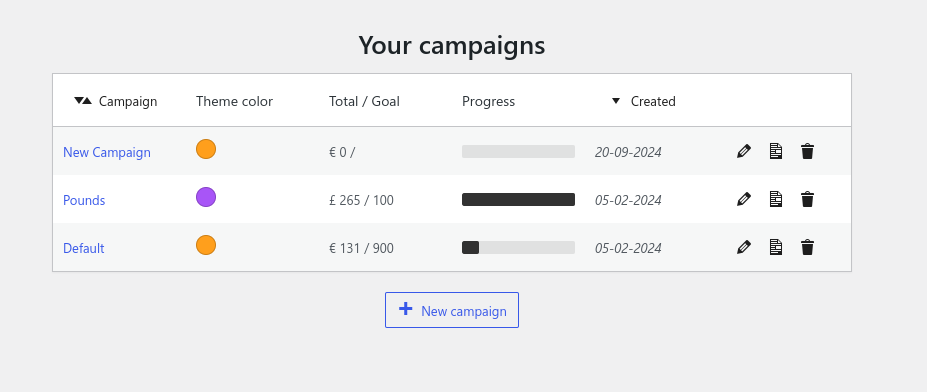 Your campaigns
Campaign Theme color Total / Goal Progress Created
New Campaign € 0 / 20-09-2024
Pounds £ 265 / 100 05-02-2024
Default € 131 / 900 05-02-2024
New campaign